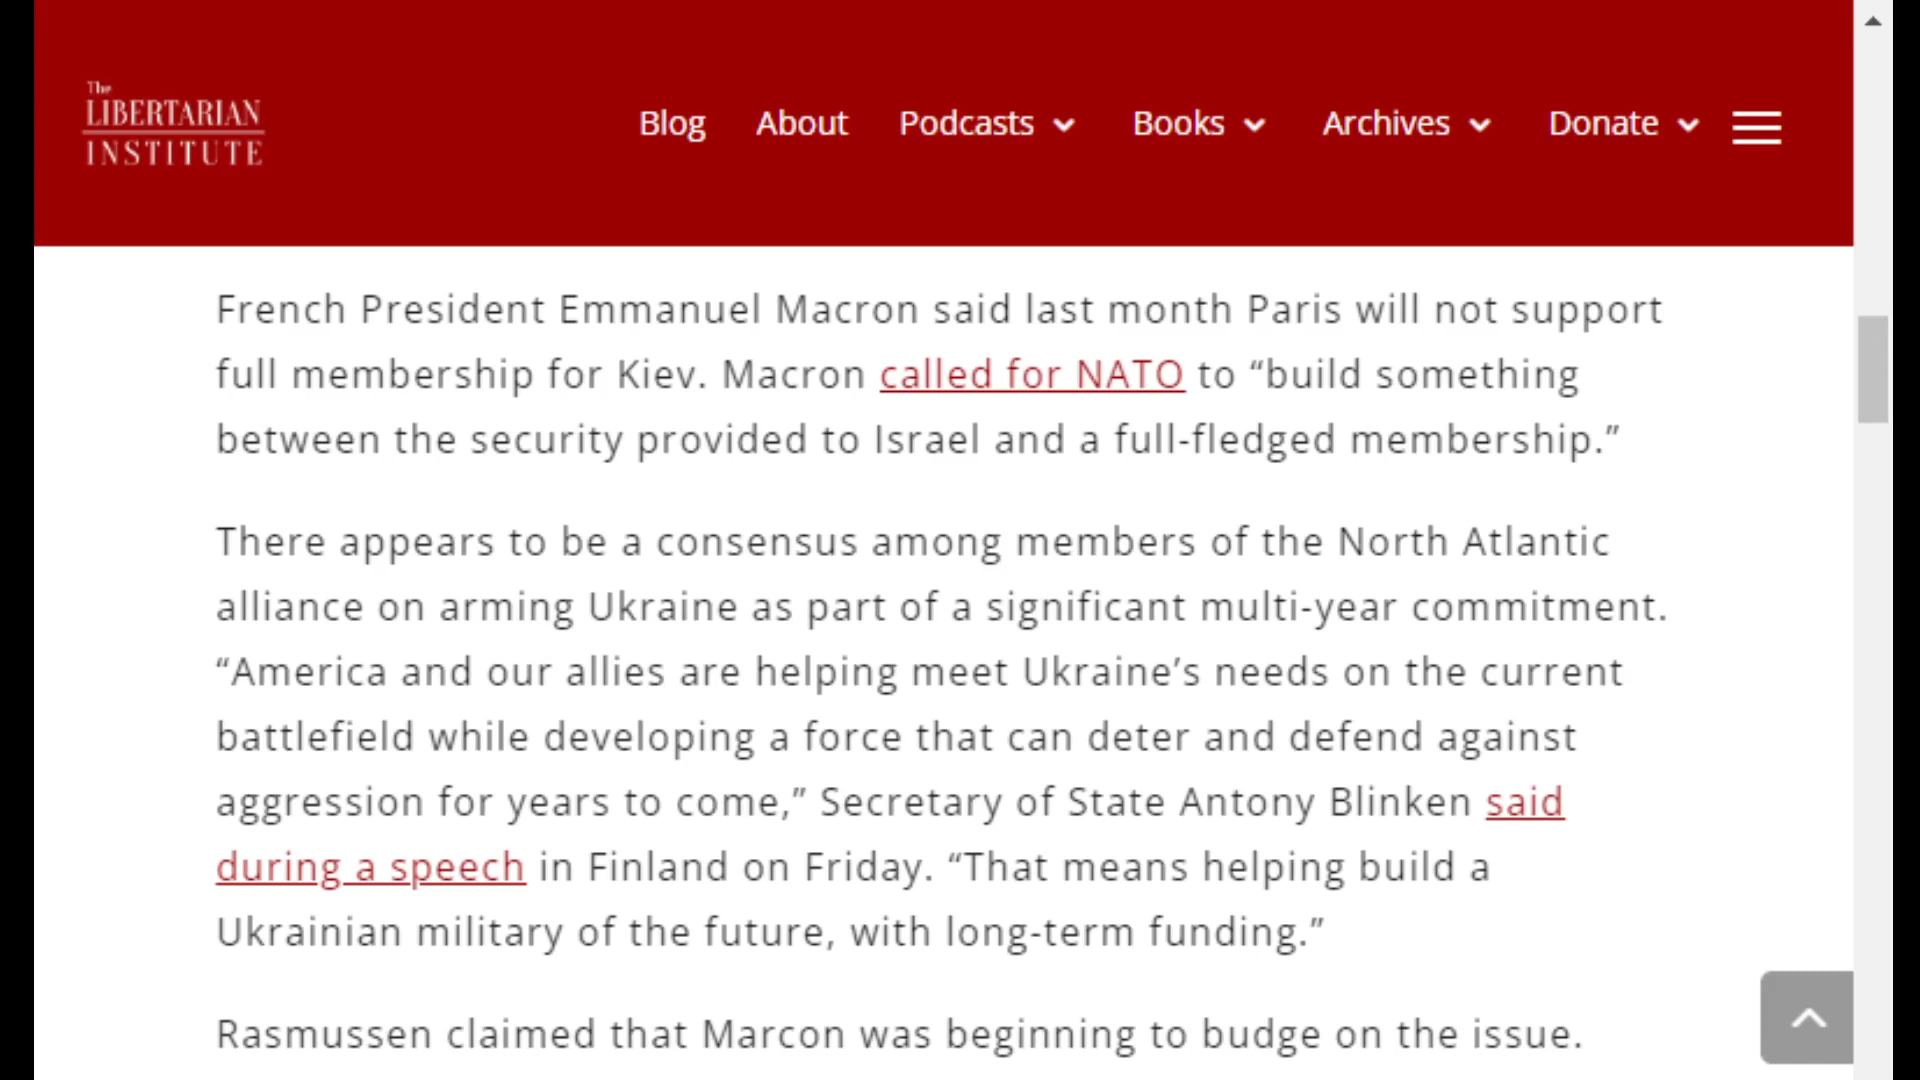 The
LIBERTARIAN
INSTITUTE
Blog About Podcasts Books Archives Donate
French President Emmanuel Macron said last month Paris will not support
full membership for Kiev. Macron called for NATO to “build something
between the security provided to Israel and a full-fledged membership.”
There appears to be a consensus among members of the North Atlantic
alliance on arming Ukraine as part of a significant multi-year commitment.
“America and our allies are helping meet Ukraine’s needs on the current
battlefield while developing a force that can deter and defend against
aggression for years to come,” Secretary of State Antony Blinken said
during a speech in Finland on Friday. “That means helping build a
Ukrainian military of the future, with long-term funding.”
Rasmussen claimed that Marcon was beginning to budge on the issue.